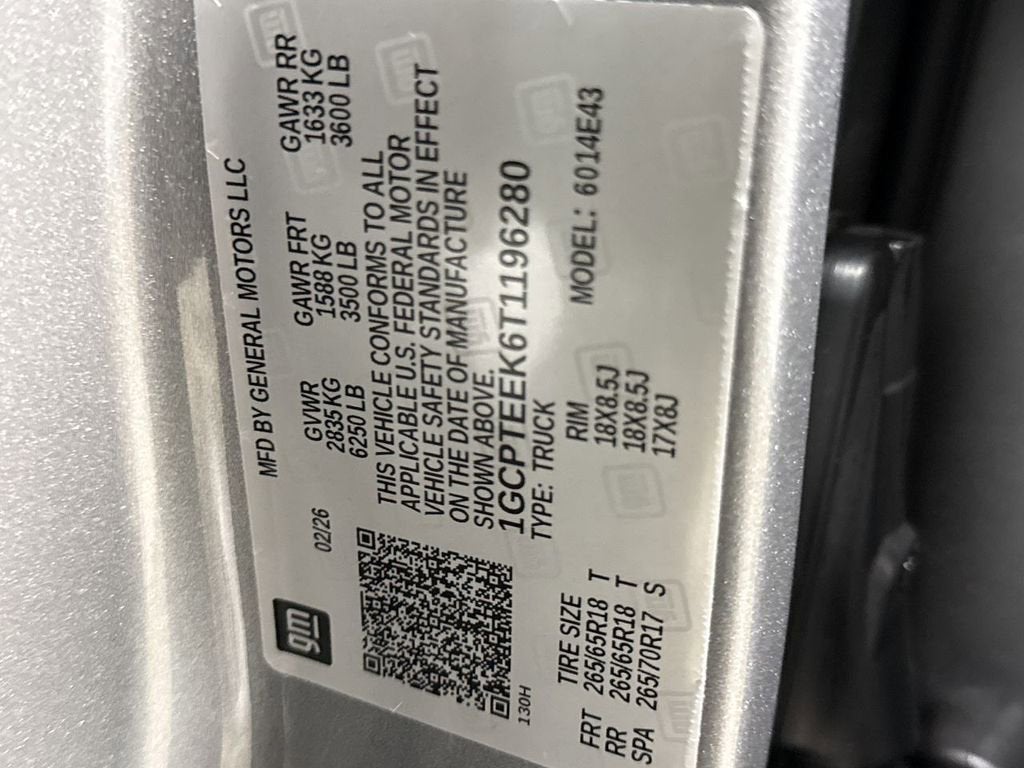 gm
MFD BY GENERAL MOTORS LLC
02/26
GVWR GAWR FRT GAWR RR
2835 KG 1588 KG 1633 KG
6250 LB 3500 LB 3600 LB
THIS VEHICLE CONFORMS TO ALL
APPLICABLE U.S. FEDERAL MOTOR
VEHICLE SAFETY STANDARDS IN EFFECT
ON THE DATE OF MANUFACTURE
SHOWN ABOVE.
1GCPTEEK6T1196280
TYPE: TRUCK MODEL: 6014E43
130H
TIRE SIZE RIM
FRT 265/65R18 T 18X8.5J
RR 265/65R18 T 18X8.5J
SPA 265/70R17 S 17X8J